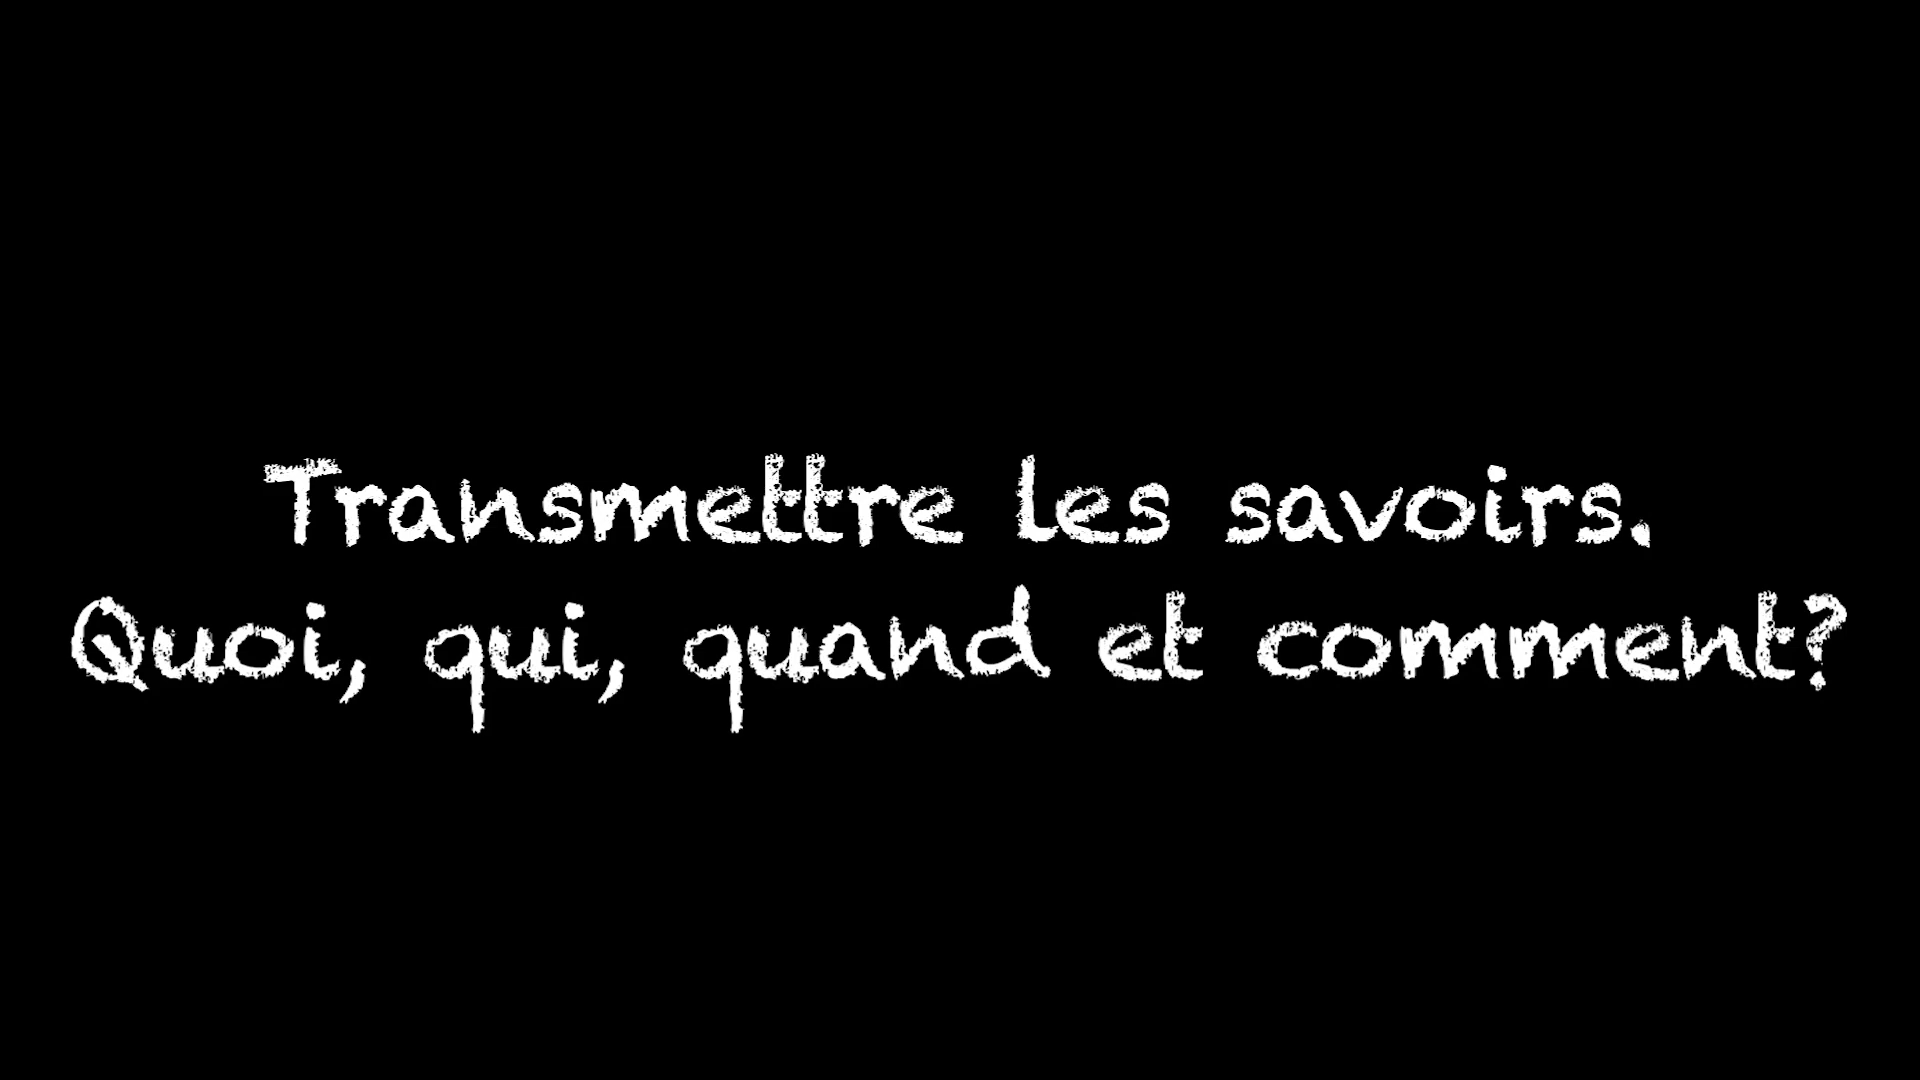 Transmettre les savoirs.
Quoi, qui, quand et comment?